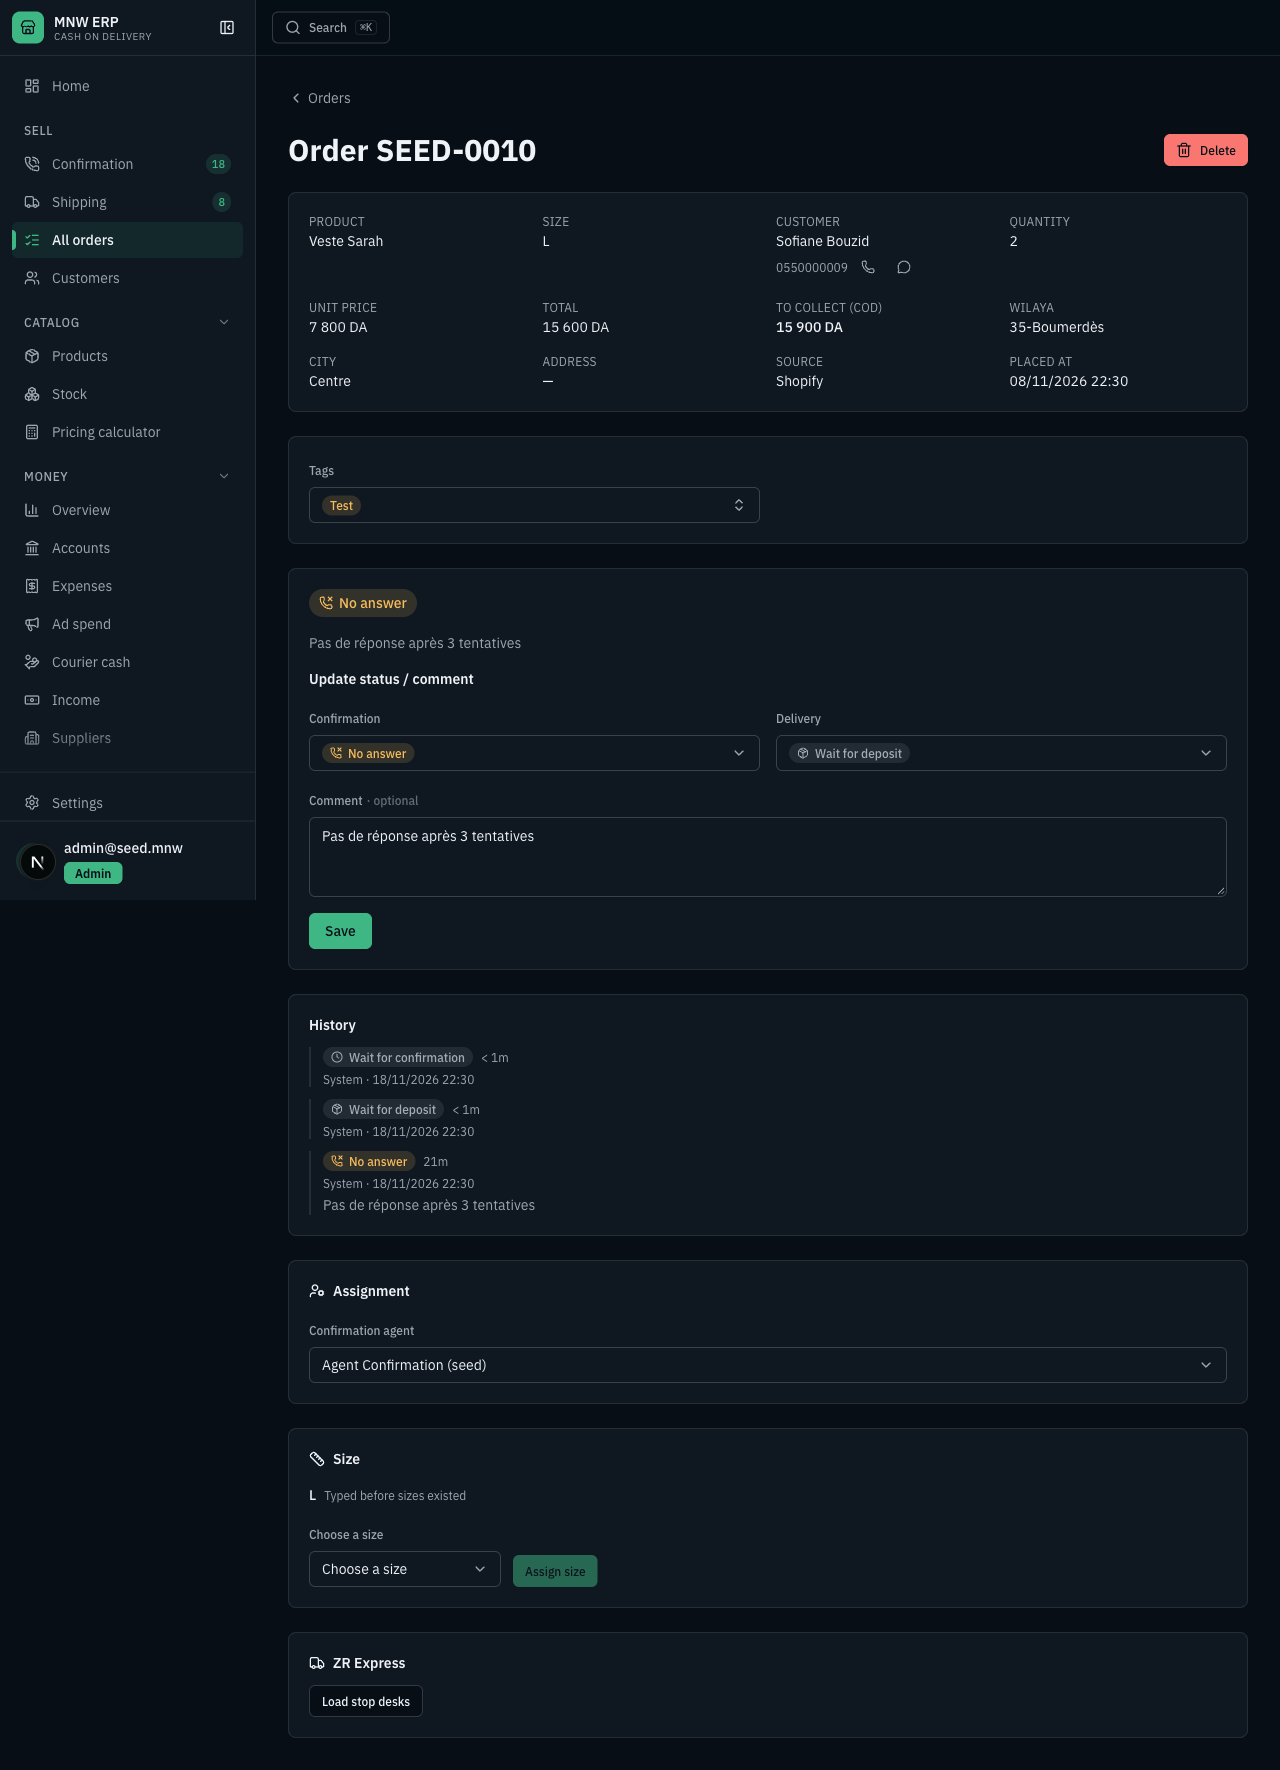 MNW ERP
CASH ON DELIVERY
Search ⌘K
Home
SELL
Confirmation 18
Shipping 8
All orders
Customers
CATALOG
Products
Stock
Pricing calculator
MONEY
Overview
Accounts
Expenses
Ad spend
Courier cash
Income
Suppliers
Settings
N
admin@seed.mnw
Admin
Orders
Order SEED-0010
Delete
PRODUCT SIZE CUSTOMER QUANTITY
Veste Sarah L Sofiane Bouzid 2
0550000009
UNIT PRICE TOTAL TO COLLECT (COD) WILAYA
7 800 DA 15 600 DA 15 900 DA 35-Boumerdès
CITY ADDRESS SOURCE PLACED AT
Centre — Shopify 08/11/2026 22:30
Tags
Test
No answer
Pas de réponse après 3 tentatives
Update status / comment
Confirmation Delivery
No answer Wait for deposit
Comment · optional
Pas de réponse après 3 tentatives
Save
History
Wait for confirmation < 1m
System · 18/11/2026 22:30
Wait for deposit < 1m
System · 18/11/2026 22:30
No answer 21m
System · 18/11/2026 22:30
Pas de réponse après 3 tentatives
Assignment
Confirmation agent
Agent Confirmation (seed)
Size
L Typed before sizes existed
Choose a size
Choose a size Assign size
ZR Express
Load stop desks